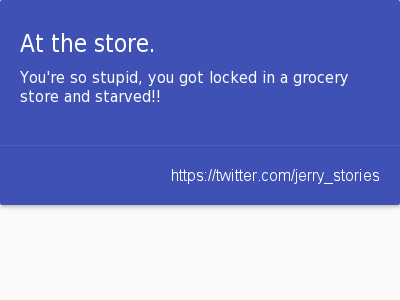 At the store.
You're so stupid, you got locked in a grocery
store and starved!!
https://twitter.com/jerry_stories